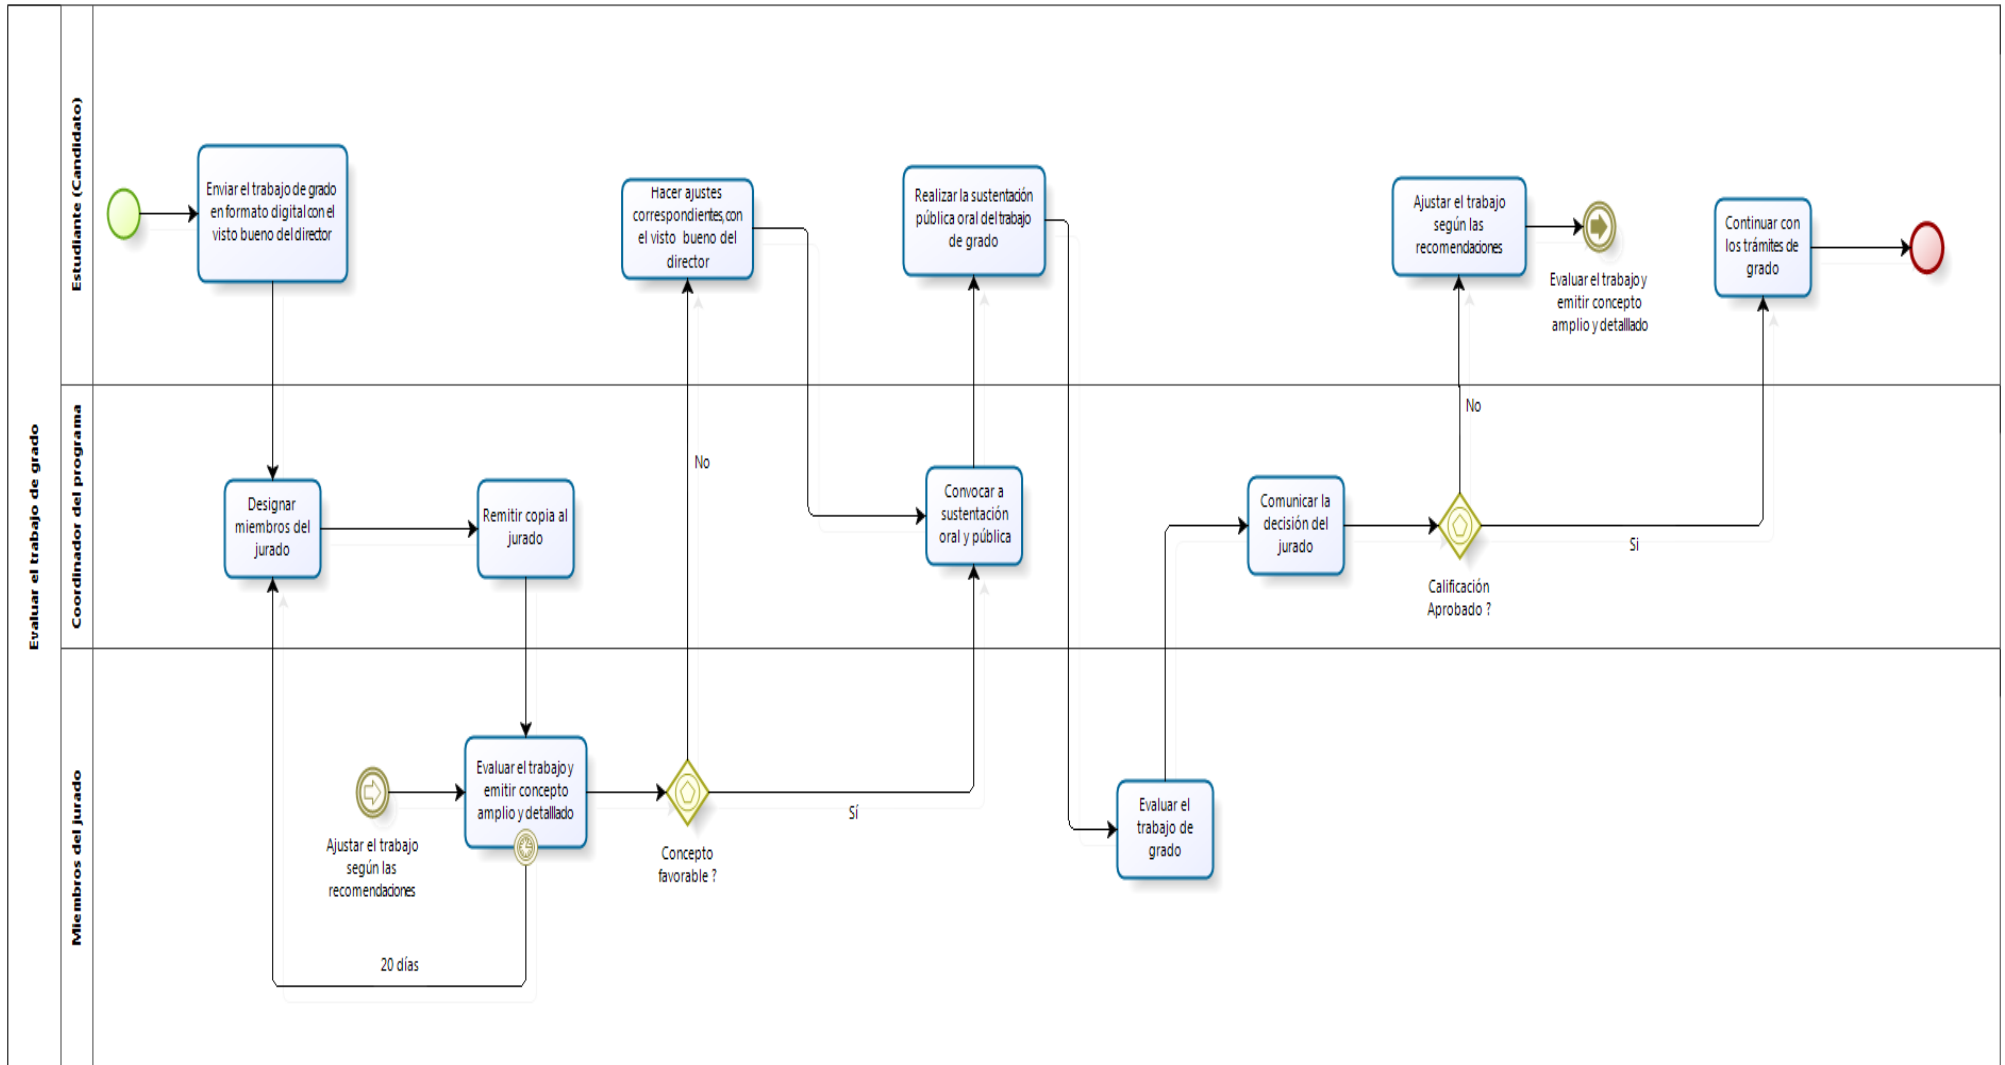 Evaluar el trabajo de grado
Estudiante (Candidato)
Enviar el trabajo de grado
en formato digital con el
visto bueno del director
Hacer ajustes
correspondientes, con
el visto bueno del
director
Realizar la sustentación
pública oral del trabajo
de grado
Ajustar el trabajo
según las
recomendaciones
Evaluar el trabajo y
emitir concepto
amplio y detalllado
Continuar con
los trámites de
grado
Coordinador del programa
Designar
miembros del
jurado
Remitir copia al
jurado
No
Convocar a
sustentación
oral y pública
Comunicar la
decisión del
jurado
No
Calificación
Aprobado ?
Si
Miembros del jurado
Ajustar el trabajo
según las
recomendaciones
Evaluar el trabajo y
emitir concepto
amplio y detalllado
20 días
Concepto
favorable ?
Sí
Evaluar el
trabajo de
grado